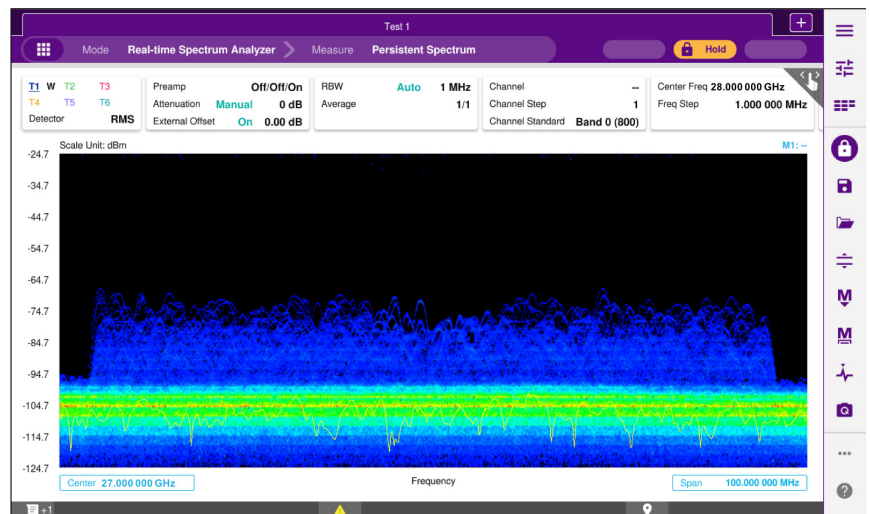 Test 1
+
Mode Real-time Spectrum Analyzer Measure Persistent Spectrum Hold
T1 W T2 T3
T4 T5 T6
Detector RMS
Preamp Off/Off/On
Attenuation Manual 0 dB
External Offset On 0.00 dB
RBW Auto 1 MHz
Average 1/1
Channel --
Channel Step 1
Channel Standard Band 0 (800)
Center Freq 28.000 000 GHz
Freq Step 1.000 000 MHz
Scale Unit: dBm M1: --
-24.7
-34.7
-44.7
-54.7
-64.7
-74.7
-84.7
-94.7
-104.7
-114.7
-124.7
Center 27.000 000 GHz Frequency Span 100.000 000 MHz
+1
M
M
...
?